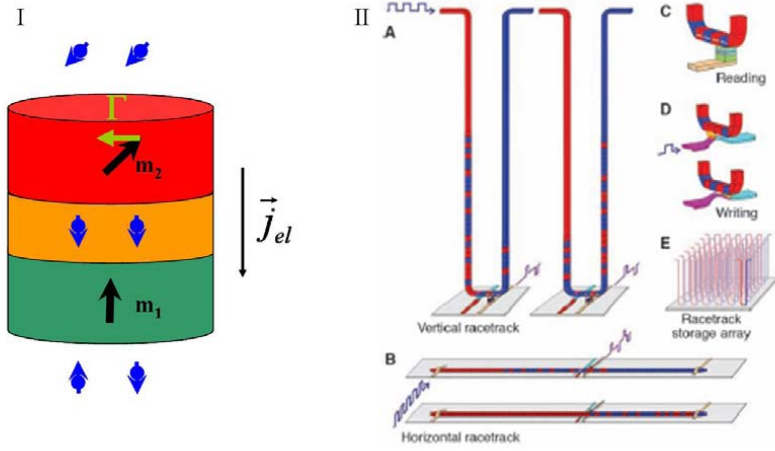 I
Γ
m₂
m₁
j⃗ₑₗ
II
A
Vertical racetrack
B
Horizontal racetrack
C
Reading
D
Writing
E
Racetrack
storage array